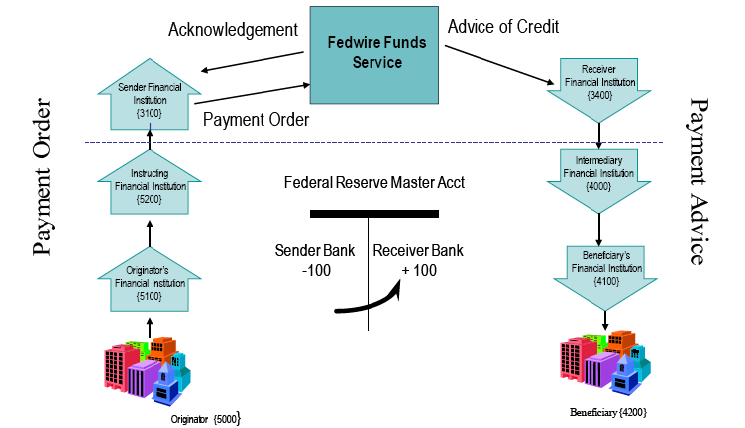 Acknowledgement
Fedwire Funds
Service
Advice of Credit
Sender Financial
Institution
{3100}
Payment Order
Receiver
Financial Institution
{3400}
Payment Order
Payment Advice
Instructing
Financial Institution
{5200}
Federal Reserve Master Acct
Intermediary
Financial Institution
{4000}
Sender Bank
-100
Receiver Bank
+ 100
Originator's
Financial Institution
{5100}
Beneficiary's
Financial Institution
{4100}
Originator {5000}
Beneficiary {4200}